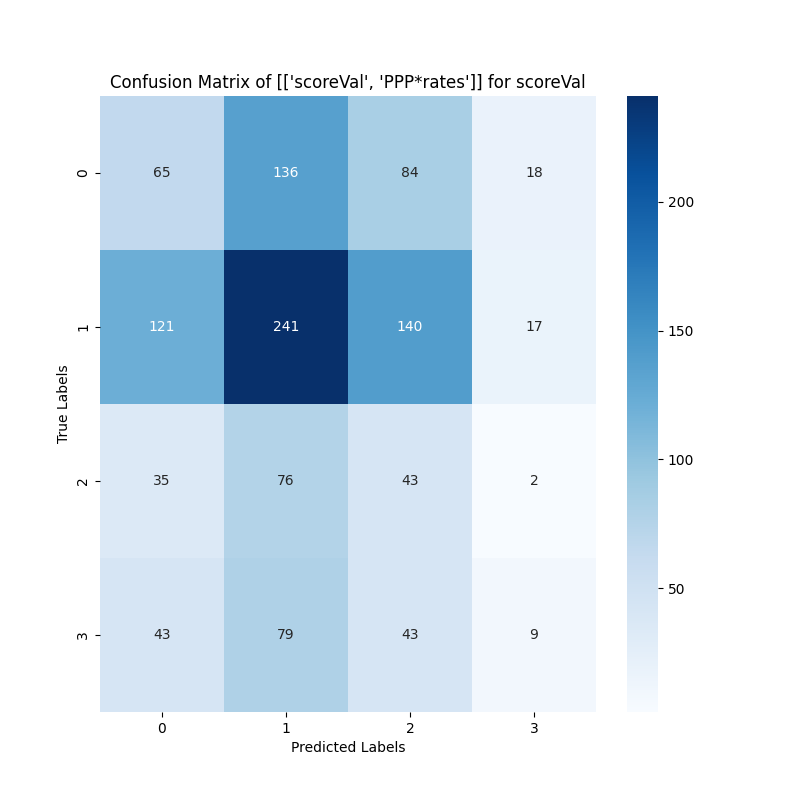 Confusion Matrix of [['scoreVal', 'PPP*rates']] for scoreVal
0 65 136 84 18
200
1 121 241 140 17
150
True Labels
100
2 35 76 43 2
50
3 43 79 43 9
0 1 2 3
Predicted Labels